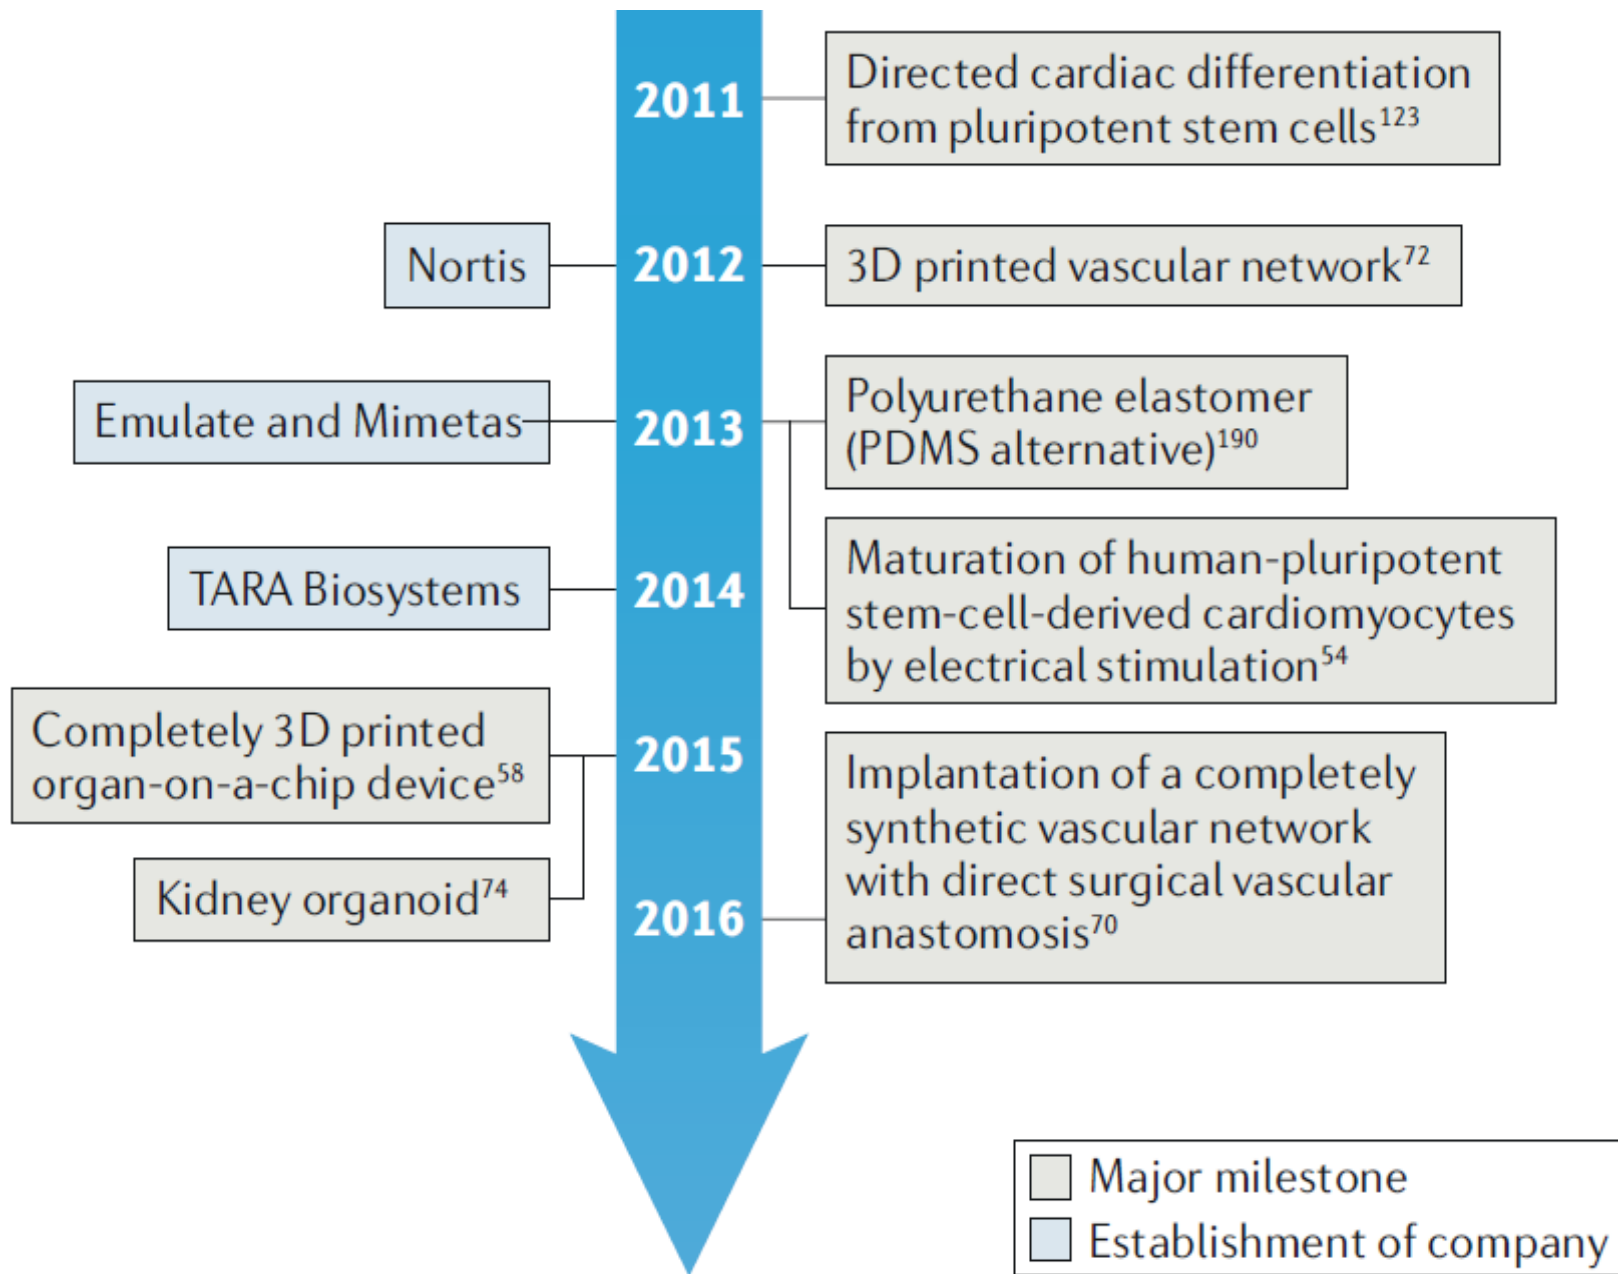 2011
Directed cardiac differentiation
from pluripotent stem cells¹²³
Nortis
2012
3D printed vascular network⁷²
Emulate and Mimetas
2013
Polyurethane elastomer
(PDMS alternative)¹⁹⁰
Maturation of human-pluripotent
stem-cell-derived cardiomyocytes
by electrical stimulation⁵⁴
TARA Biosystems
2014
Completely 3D printed
organ-on-a-chip device⁵⁸
2015
Kidney organoid⁷⁴
2016
Implantation of a completely
synthetic vascular network
with direct surgical vascular
anastomosis⁷⁰
Major milestone
Establishment of company